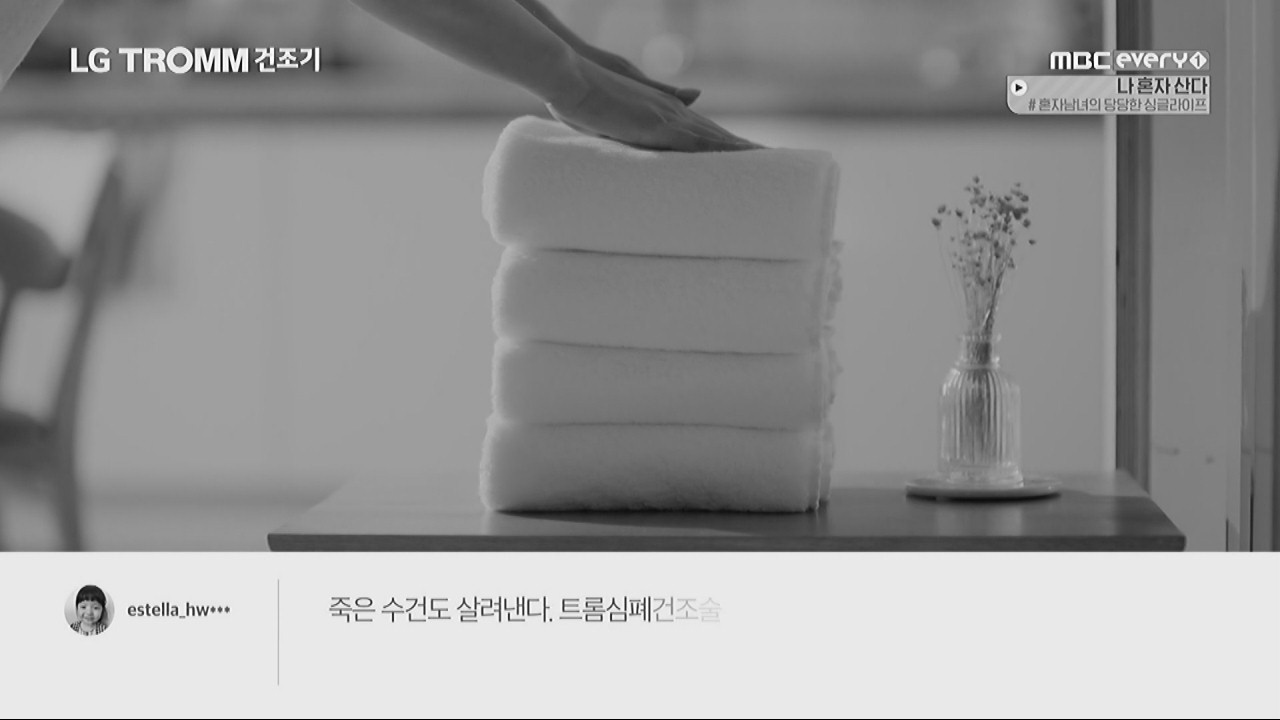 LG TROMM 건조기
MBC every1
나 혼자 산다
# 혼자남녀의 당당한 싱글라이프
estella_hw***
죽은 수건도 살려낸다. 트롬심폐건조술